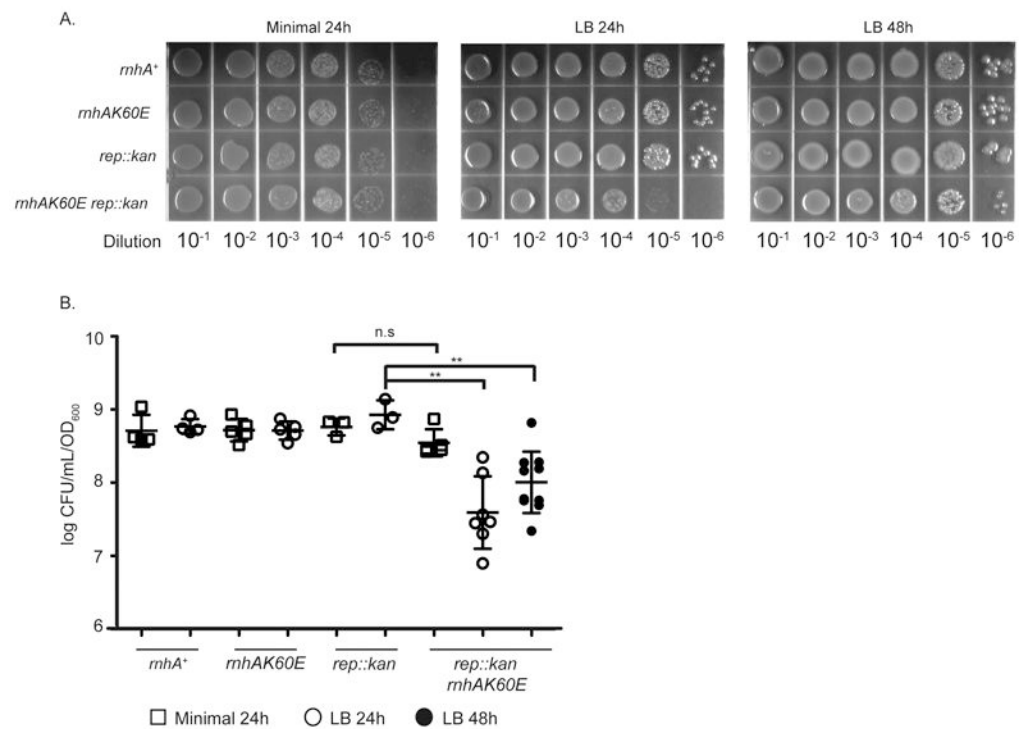 A.
Minimal 24h LB 24h LB 48h
rnhA+
rnhAK60E
rep::kan
rnhAK60E rep::kan
Dilution 10-1 10-2 10-3 10-4 10-5 10-6 10-1 10-2 10-3 10-4 10-5 10-6 10-1 10-2 10-3 10-4 10-5 10-6
B.
log CFU/mL/OD600
10
9
8
7
6
n.s
**
**
rnhA+ rnhAK60E rep::kan rep::kan
rnhAK60E
Minimal 24h LB 24h LB 48h